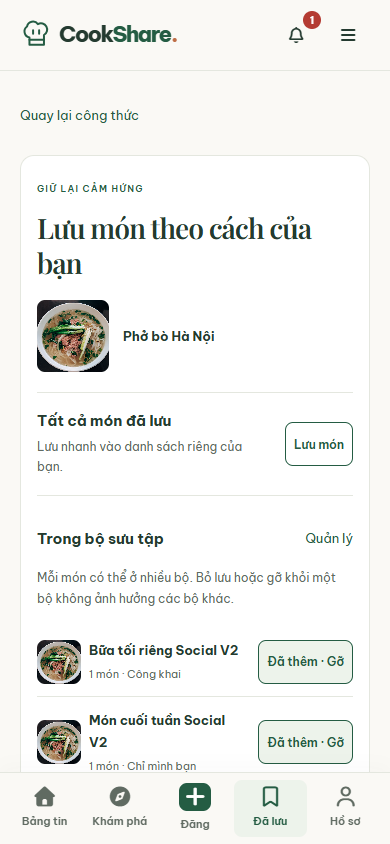 CookShare.
1
Quay lại công thức
GIỮ LẠI CẢM HỨNG
Lưu món theo cách của
bạn
Phở bò Hà Nội
Tất cả món đã lưu
Lưu nhanh vào danh sách riêng của
bạn.
Lưu món
Trong bộ sưu tập
Quản lý
Mỗi món có thể ở nhiều bộ. Bỏ lưu hoặc gỡ khỏi một
bộ không ảnh hưởng các bộ khác.
Bữa tối riêng Social V2
1 món · Công khai
Đã thêm · Gỡ
Món cuối tuần Social
V2
1 món · Chỉ mình bạn
Đã thêm · Gỡ
Bảng tin
Khám phá
Đăng
Đã lưu
Hồ sơ